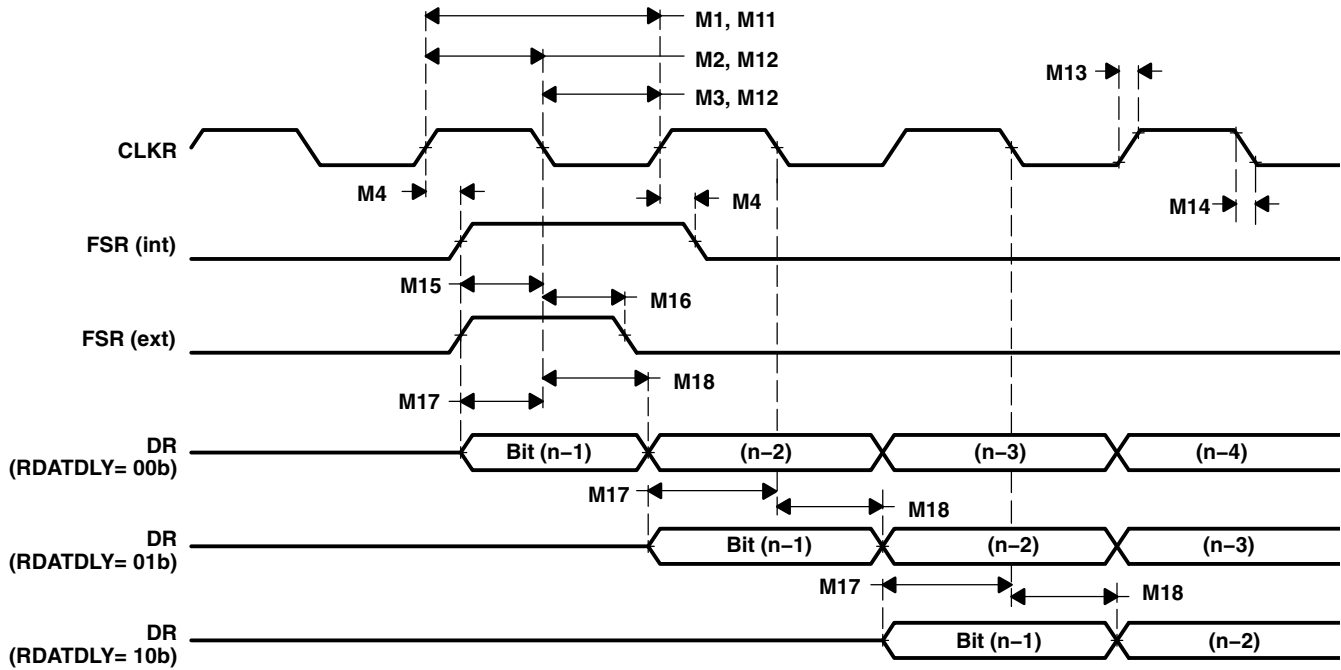 M1, M11
M2, M12
M13
M3, M12
CLKR
M4
M4
M14
FSR (int)
M15
M16
FSR (ext)
M18
M17
DR
(RDATDLY= 00b)
Bit (n−1)
(n−2)
(n−3)
(n−4)
M17
M18
DR
(RDATDLY= 01b)
Bit (n−1)
(n−2)
(n−3)
M17
M18
DR
(RDATDLY= 10b)
Bit (n−1)
(n−2)